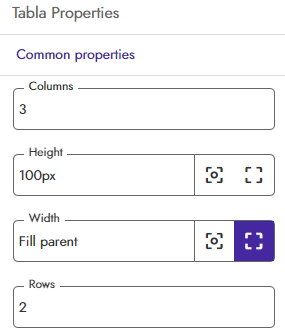 Tabla Properties
Common properties
Columns
3
Height
100px
Width
Fill parent
Rows
2